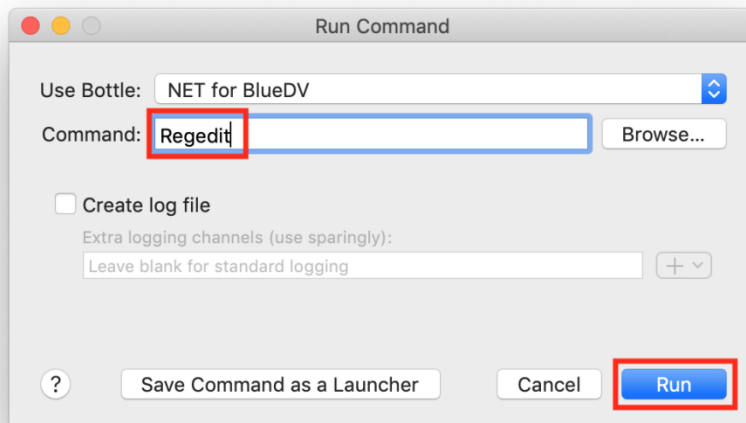 Run Command
Use Bottle: NET for BlueDV
Command: Regedit Browse...
Create log file
Extra logging channels (use sparingly):
Leave blank for standard logging
? Save Command as a Launcher Cancel Run